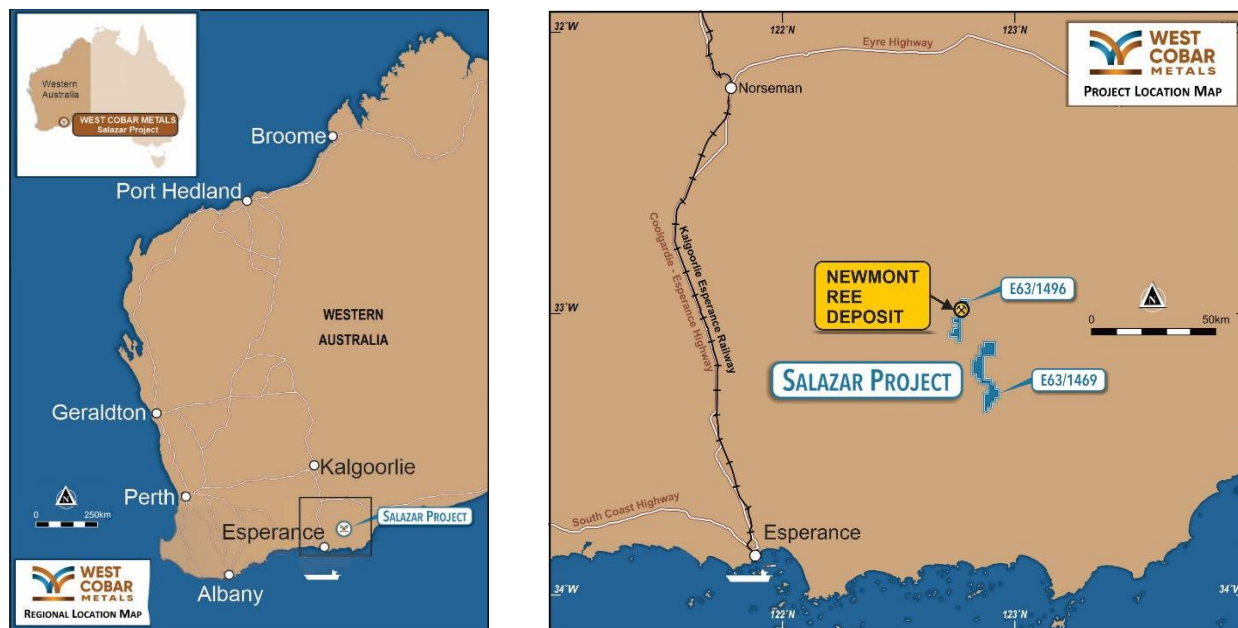 Western
Australia
WEST COBAR METALS
Salazar Project
Broome
Port Hedland
WESTERN
AUSTRALIA
Geraldton
Kalgoorlie
Perth
N
0 250km
Esperance
SALAZAR PROJECT
WEST
COBAR
METALS
REGIONAL LOCATION MAP
Albany
32°W
122°N
123°N
32°
WEST
COBAR
METALS
PROJECT LOCATION MAP
Eyre Highway
Norseman
Kalgoorlie Esperance Railway
Coolgardie - Esperance Highway
NEWMONT
REE
DEPOSIT
E63/1496
N
0 50km
33°W
33°W
SALAZAR PROJECT
E63/1469
South Coast Highway
Esperance
34°W
122°N
123°N
34°W